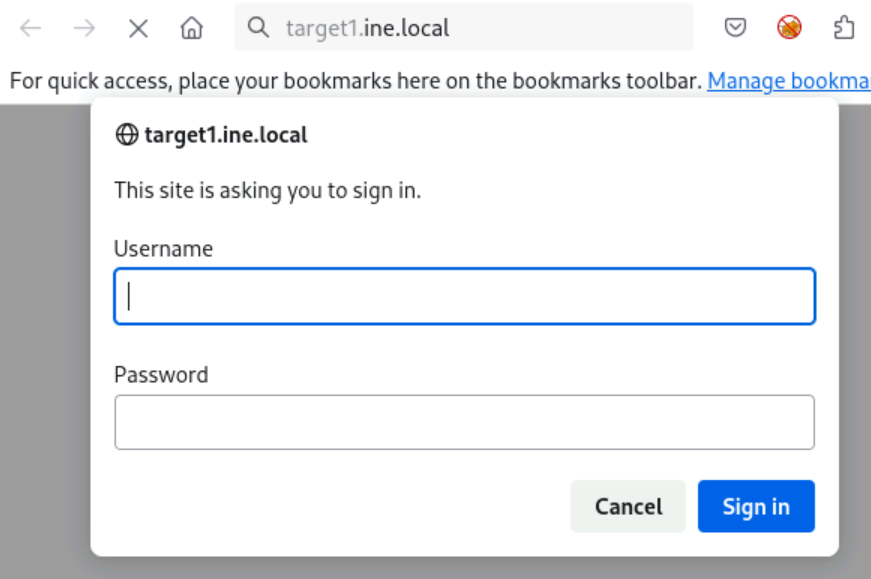 target1.ine.local
For quick access, place your bookmarks here on the bookmarks toolbar. Manage bookma
target1.ine.local
This site is asking you to sign in.
Username
Password
Cancel
Sign in